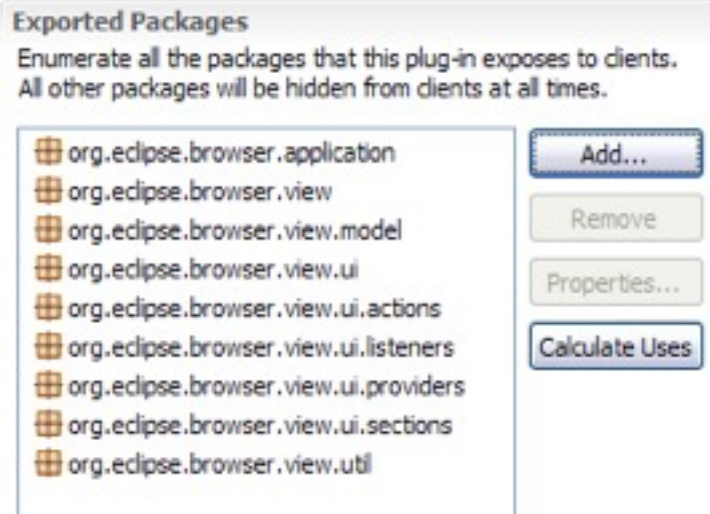 Exported Packages
Enumerate all the packages that this plug-in exposes to clients.
All other packages will be hidden from clients at all times.
org.eclipse.browser.application
org.eclipse.browser.view
org.eclipse.browser.view.model
org.eclipse.browser.view.ui
org.eclipse.browser.view.ui.actions
org.eclipse.browser.view.ui.listeners
org.eclipse.browser.view.ui.providers
org.eclipse.browser.view.ui.sections
org.eclipse.browser.view.util
Add...
Remove
Properties...
Calculate Uses